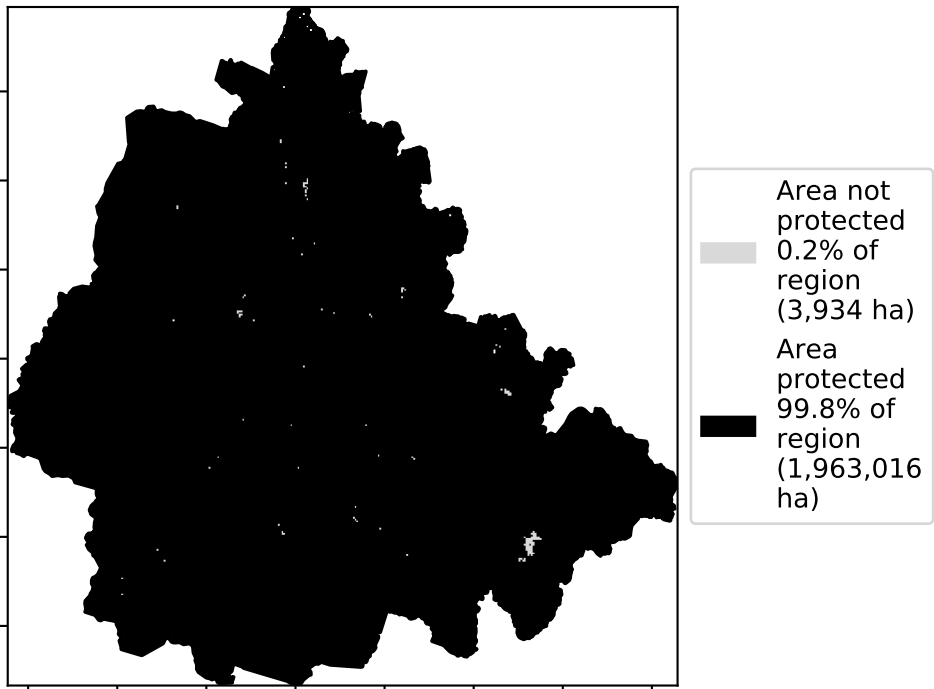 Area not
protected
0.2% of
region
(3,934 ha)
Area
protected
99.8% of
region
(1,963,016
ha)